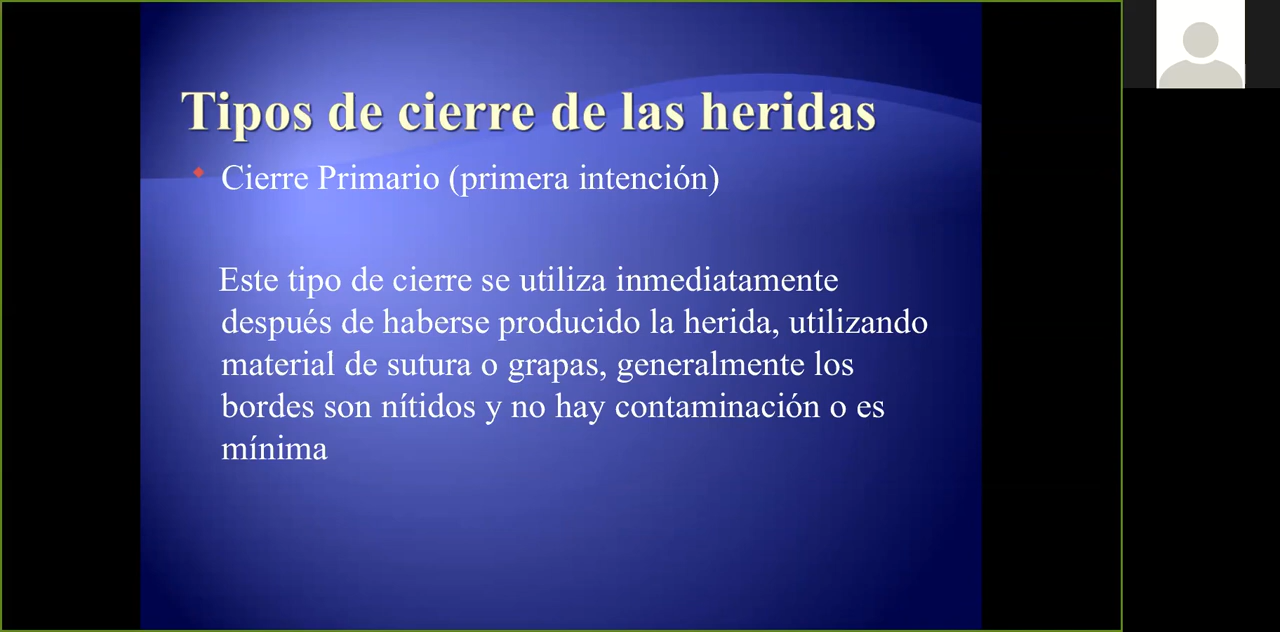 Tipos de cierre de las heridas
Cierre Primario (primera intención)
Este tipo de cierre se utiliza inmediatamente
después de haberse producido la herida, utilizando
material de sutura o grapas, generalmente los
bordes son nítidos y no hay contaminación o es
mínima